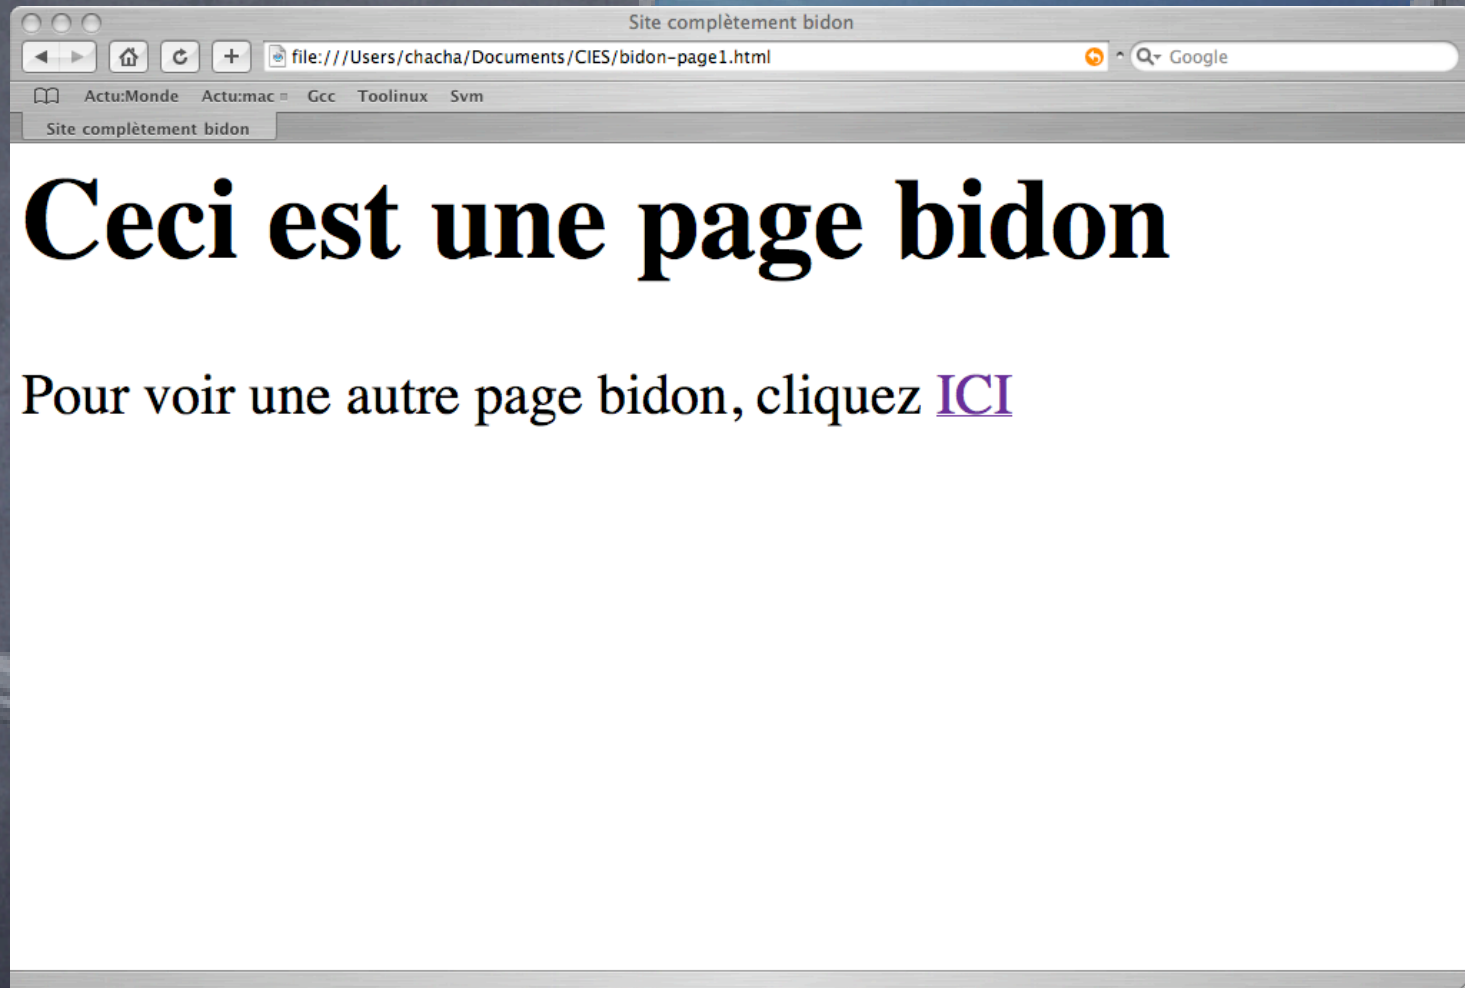 Site complètement bidon
file:///Users/chacha/Documents/CIES/bidon-page1.html Google
Actu:Monde Actu:mac Gcc Toolinux Svm
Site complètement bidon
Ceci est une page bidon
Pour voir une autre page bidon, cliquez ICI